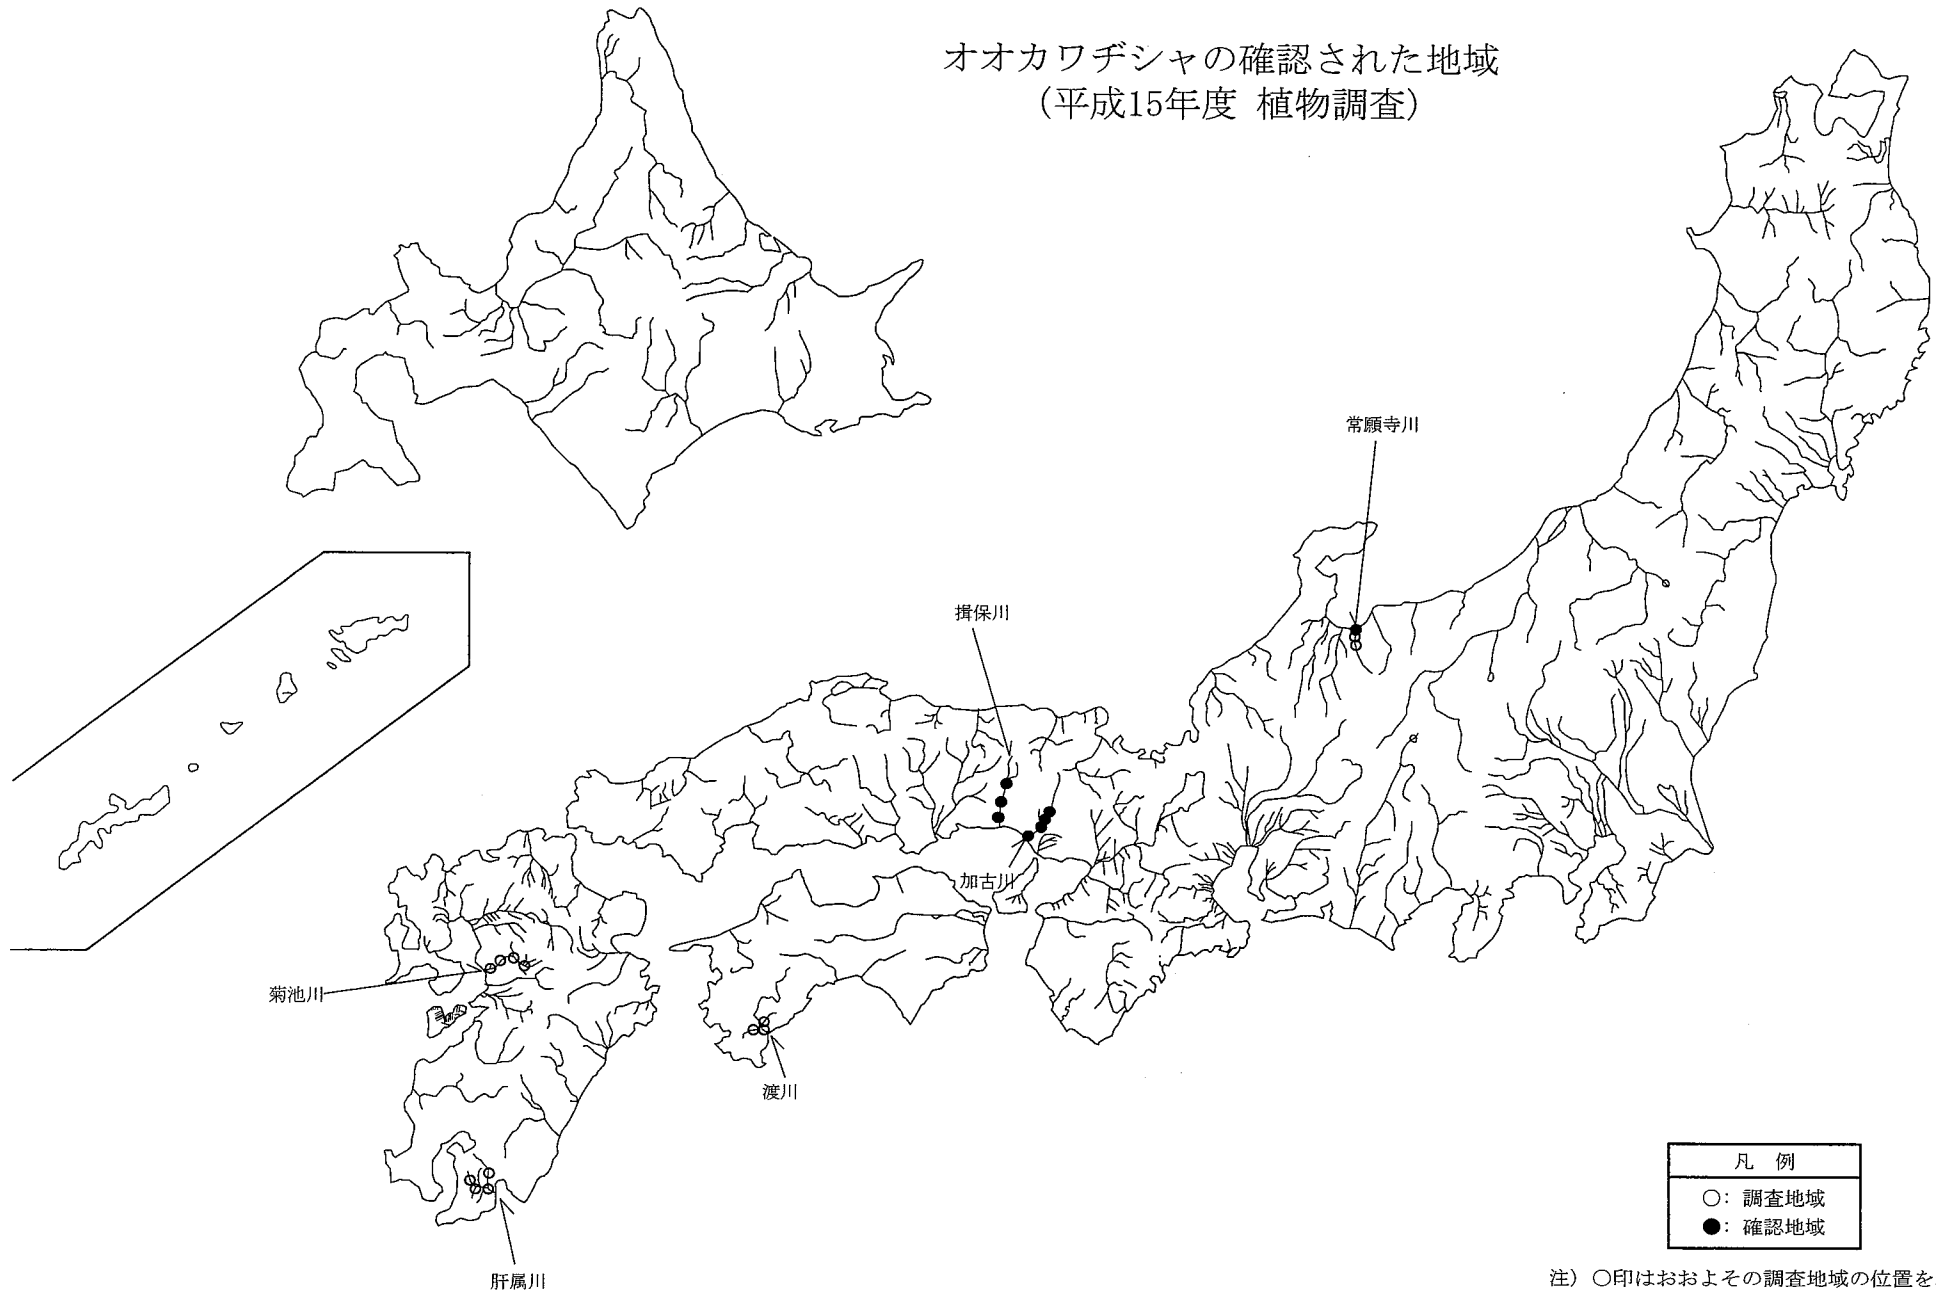 オオカワヂシャの確認された地域
(平成15年度 植物調査)
常願寺川
揖保川
加古川
菊池川
渡川
肝属川
凡 例
○: 調査地域
●: 確認地域
注) ○印はおおよその調査地域の位置を